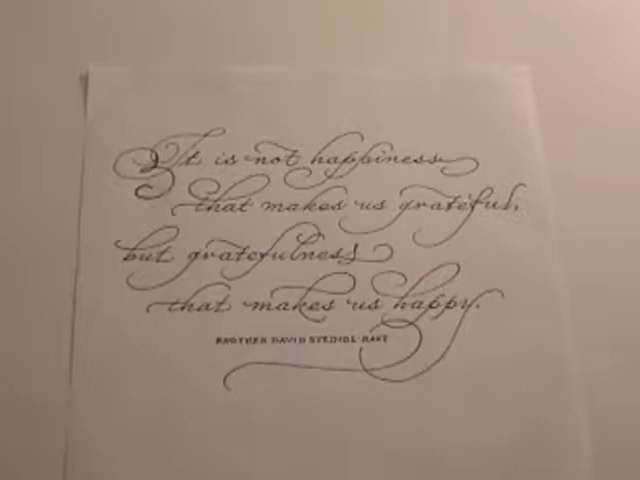 It is not happiness
that makes us grateful,
but gratefulness
that makes us happy.
BROTHER DAVID STEINDL-RAST